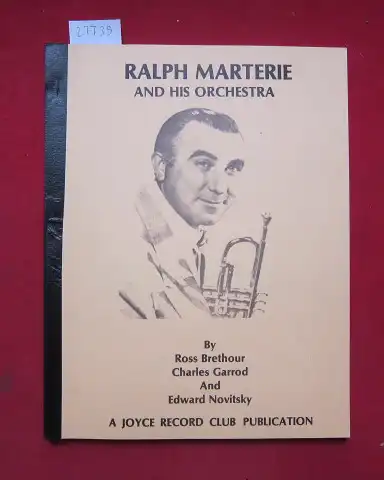 27739
RALPH MARTERIE
AND HIS ORCHESTRA
By
Ross Brethour
Charles Garrod
And
Edward Novitsky
A JOYCE RECORD CLUB PUBLICATION